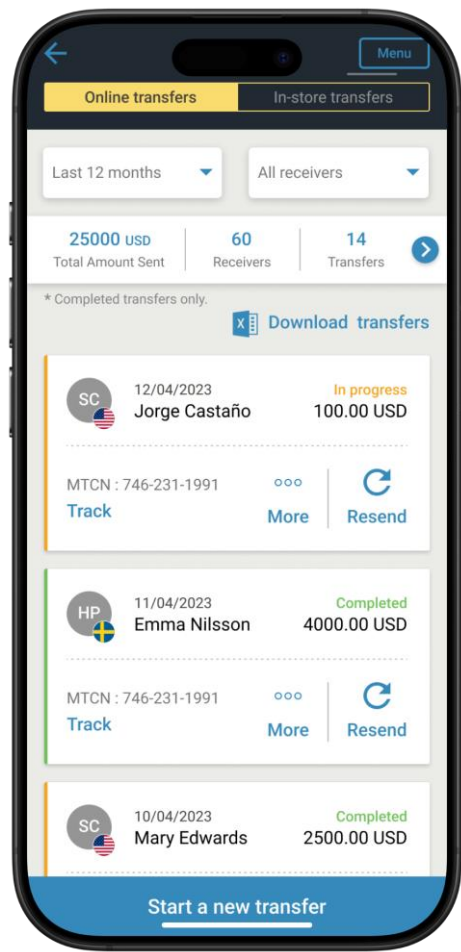 Menu
Online transfers
In-store transfers
Last 12 months
All receivers
25000 USD
Total Amount Sent
60
Receivers
14
Transfers
* Completed transfers only.
X
Download transfers
SC
12/04/2023
Jorge Castaño
In progress
100.00 USD
MTCN : 746-231-1991
Track
More
Resend
HP
11/04/2023
Emma Nilsson
Completed
4000.00 USD
MTCN : 746-231-1991
Track
More
Resend
SC
10/04/2023
Mary Edwards
Completed
2500.00 USD
Start a new transfer